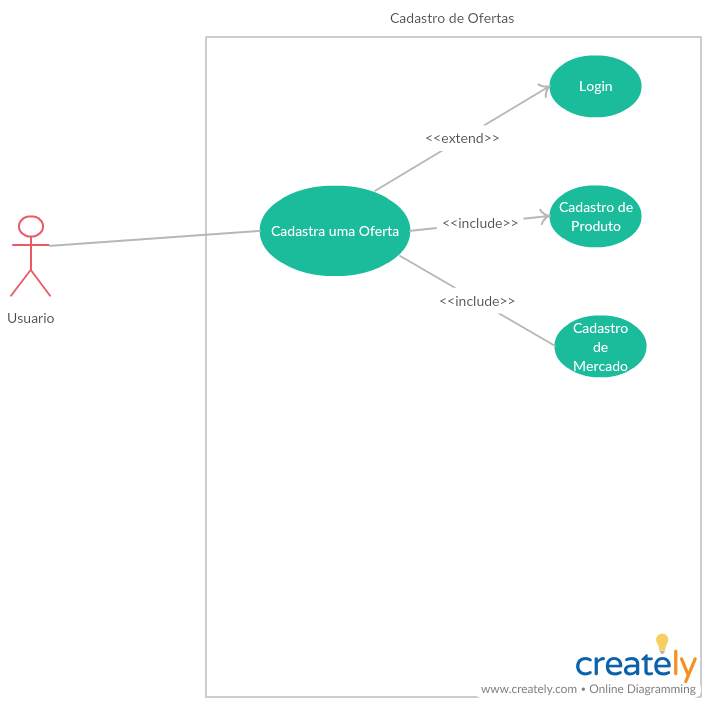 Cadastro de Ofertas
Login
<<extend>>
Cadastro de
Produto
<<include>>
Cadastra uma Oferta
<<include>>
Usuario
Cadastro
de
Mercado
creately
www.creately.com • Online Diagramming